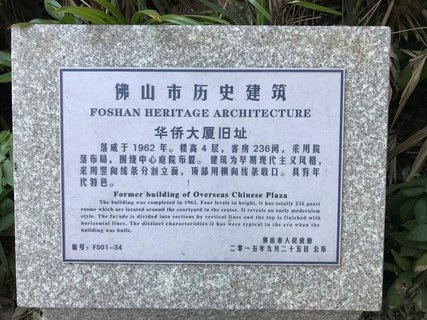 佛山市历史建筑
FOSHAN HERITAGE ARCHITECTURE
华侨大厦旧址
落成于1962年。楼高4层，客房236间，采用院
落布局，围绕中心庭院布置。建筑为早期现代主义风格，
采用竖向线条分割立面，顶部用横向线条收口。具有年
代特色。
Former building of Overseas Chinese Plaza
The building was completed in 1962. Four levels in height, it has totally 236 guest
rooms which are located around the courtyard in the center. It reveals an early modernism
style. The facade is divided into sections by vertical lines and the top is finished with
horizontal lines. The distinct characteristics it has were typical in the era when the
building was built.
佛山市人民政府
编号：FS01-34
二零一五年九月二十五日 公布